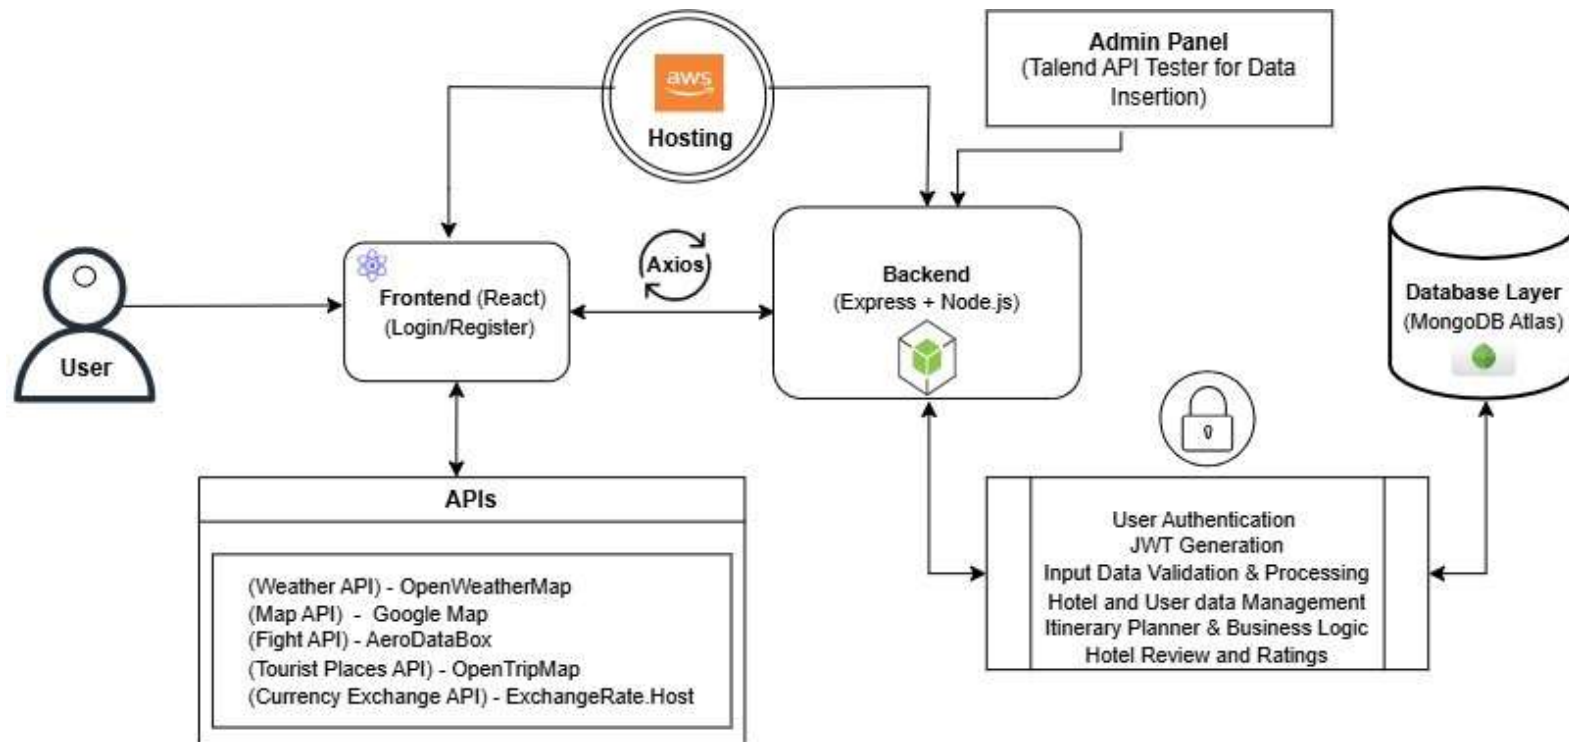 aws
Hosting
Admin Panel
(Talend API Tester for Data
Insertion)
User
Frontend (React)
(Login/Register)
Axios
Backend
(Express + Node.js)
Database Layer
(MongoDB Atlas)
APIs
(Weather API) - OpenWeatherMap
(Map API) - Google Map
(Fight API) - AeroDataBox
(Tourist Places API) - OpenTripMap
(Currency Exchange API) - ExchangeRate.Host
User Authentication
JWT Generation
Input Data Validation & Processing
Hotel and User data Management
Itinerary Planner & Business Logic
Hotel Review and Ratings